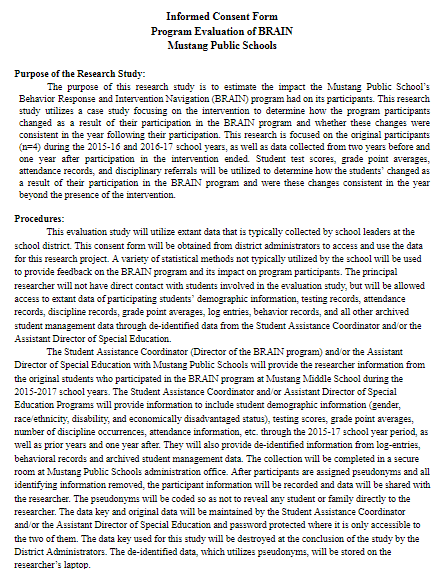 Informed Consent Form
Program Evaluation of BRAIN
Mustang Public Schools
Purpose of the Research Study:
The purpose of this research study is to estimate the impact the Mustang Public School's
Behavior Response and Intervention Navigation (BRAIN) program had on its participants. This research
study utilizes a case study focusing on the intervention to determine how the program participants
changed as a result of their participation in the BRAIN program and whether these changes were
consistent in the year following their participation. This research is focused on the original participants
(n=4) during the 2015-16 and 2016-17 school years, as well as data collected from two years before and
one year after participation in the intervention ended. Student test scores, grade point averages,
attendance records, and disciplinary referrals will be utilized to determine how the students' changed as
a result of their participation in the BRAIN program and were these changes consistent in the year
beyond the presence of the intervention.
Procedures:
This evaluation study will utilize extant data that is typically collected by school leaders at the
school district. This consent form will be obtained from district administrators to access and use the data
for this research project. A variety of statistical methods not typically utilized by the school will be used
to provide feedback on the BRAIN program and its impact on program participants. The principal
researcher will not have direct contact with students involved in the evaluation study, but will be allowed
access to extant data of participating students' demographic information, testing records, attendance
records, discipline records, grade point averages, log entries, behavior records, and all other archived
student management data through de-identified data from the Student Assistance Coordinator and/or the
Assistant Director of Special Education.
The Student Assistance Coordinator (Director of the BRAIN program) and/or the Assistant
Director of Special Education with Mustang Public Schools will provide the researcher information from
the original students who participated in the BRAIN program at Mustang Middle School during the
2015-2017 school years. The Student Assistance Coordinator and/or Assistant Director of Special
Education Programs will provide information to include student demographic information (gender,
race/ethnicity, disability, and economically disadvantaged status), testing scores, grade point averages,
number of discipline occurrences, attendance information, etc. through the 2015-17 school year period, as
well as prior years and one year after. They will also provide de-identified information from log-entries,
behavioral records and archived student management data. The collection will be completed in a secure
room at Mustang Public Schools administration office. After participants are assigned pseudonyms and all
identifying information removed, the participant information will be recorded and data will be shared with
the researcher. The pseudonyms will be coded so as not to reveal any student or family directly to the
researcher. The data key and original data will be maintained by the Student Assistance Coordinator
and/or the Assistant Director of Special Education and password protected where it is only accessible to
the two of them. The data key used for this study will be destroyed at the conclusion of the study by the
District Administrators. The de-identified data, which utilizes pseudonyms, will be stored on the
researcher's laptop.